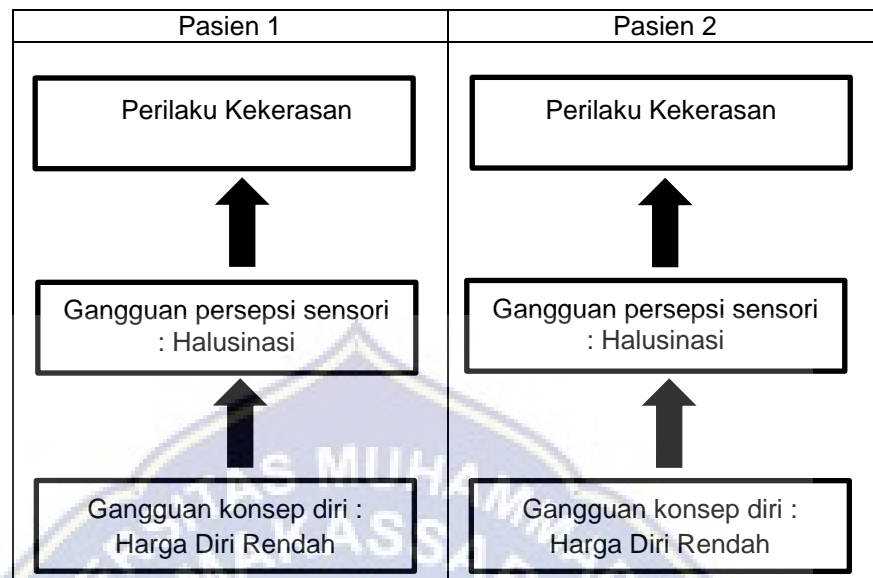 Pasien 1
Pasien 2
Perilaku Kekerasan
Perilaku Kekerasan
Gangguan persepsi sensori
: Halusinasi
Gangguan persepsi sensori
: Halusinasi
Gangguan konsep diri :
Harga Diri Rendah
Gangguan konsep diri :
Harga Diri Rendah